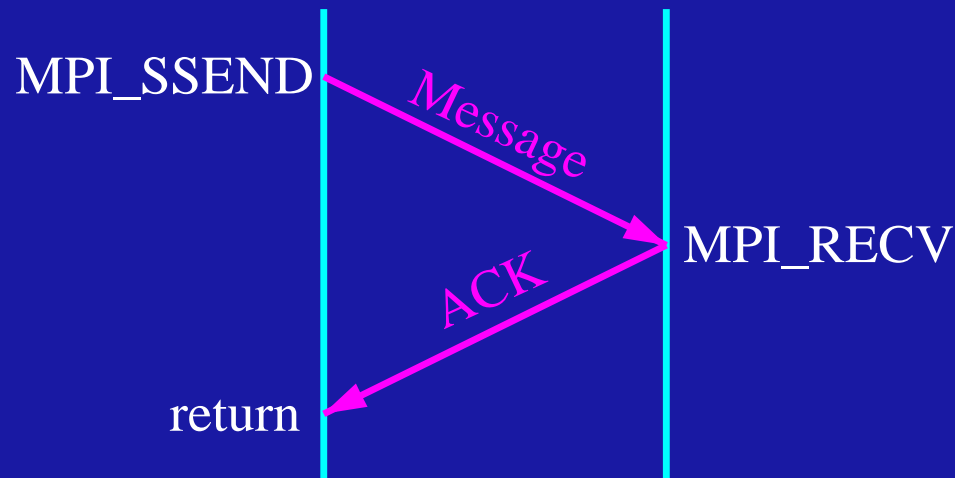 MPI_SSEND
Message
MPI_RECV
ACK
return